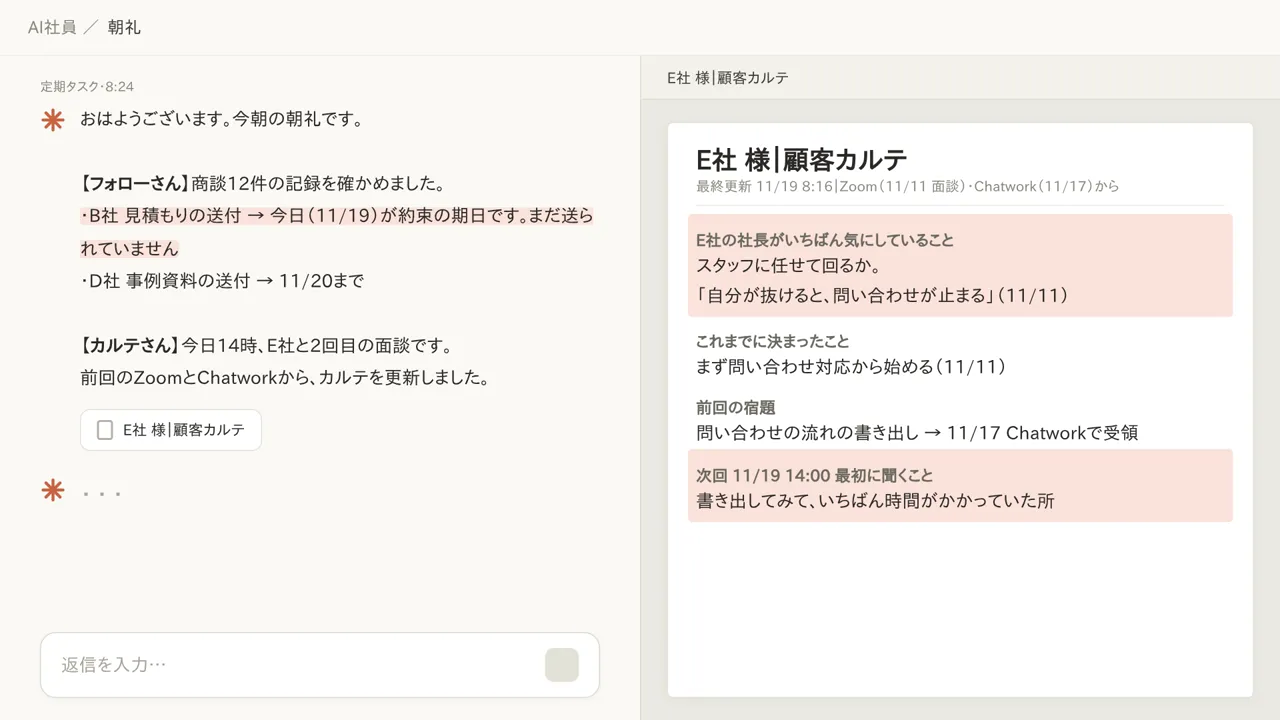 AI社員 ／ 朝礼
定期タスク·8:24
おはようございます。今朝の朝礼です。
【フォローさん】商談12件の記録を確かめました。
·B社 見積もりの送付 → 今日（11/19）が約束の期日です。まだ送ら
れていません
·D社 事例資料の送付 → 11/20まで
【カルテさん】今日14時、E社と2回目の面談です。
前回のZoomとChatworkから、カルテを更新しました。
E社 様|顧客カルテ
返信を入力…
E社 様|顧客カルテ
E社 様|顧客カルテ
最終更新 11/19 8:16|Zoom（11/11 面談）·Chatwork（11/17）から
E社の社長がいちばん気にしていること
スタッフに任せて回るか。
「自分が抜けると、問い合わせが止まる」（11/11）
これまでに決まったこと
まず問い合わせ対応から始める（11/11）
前回の宿題
問い合わせの流れの書き出し → 11/17 Chatworkで受領
次回 11/19 14:00 最初に聞くこと
書き出してみて、いちばん時間がかかっていた所